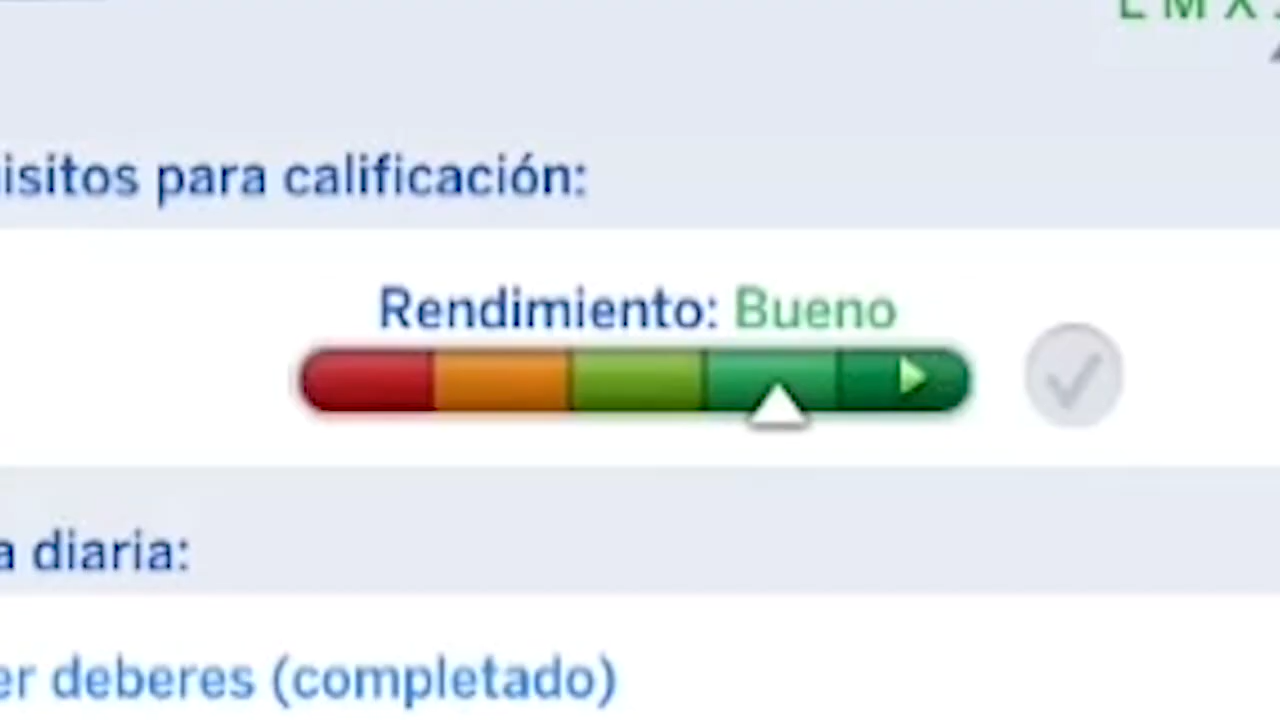 L M X
isitos para calificación:
Rendimiento: Bueno
a diaria:
er deberes (completado)